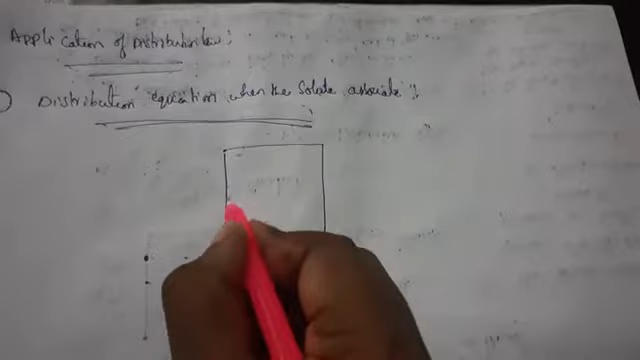 Application of Distribution law:
Distribution equation when the Solute associate :